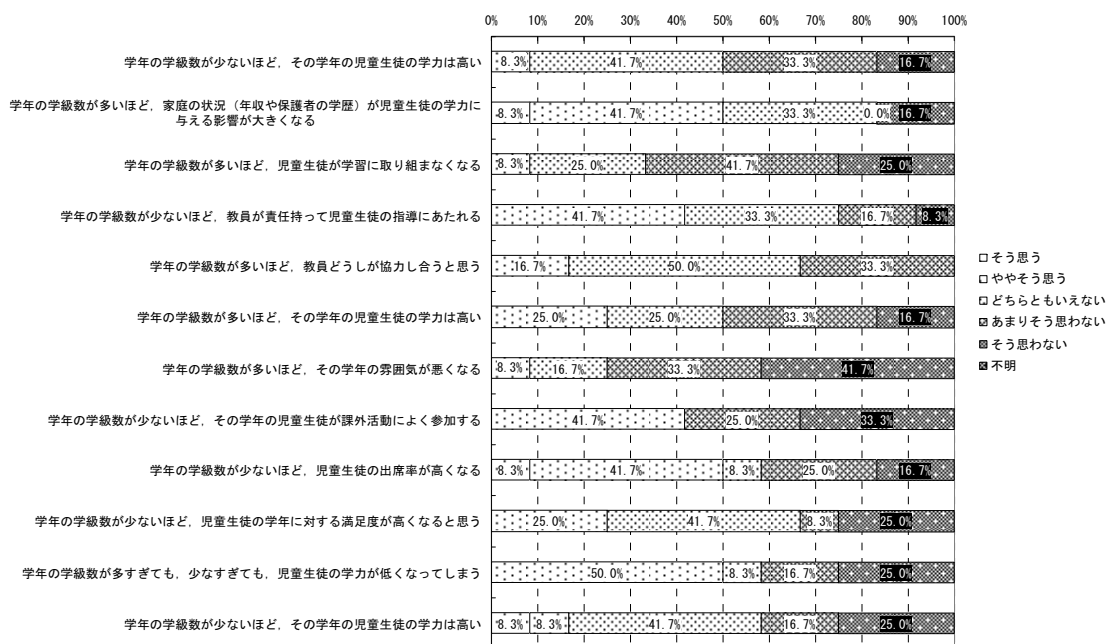 0% 10% 20% 30% 40% 50% 60% 70% 80% 90% 100%
学年の学級数が少ないほど，その学年の児童生徒の学力は高い
8.3% 41.7% 33.3% 16.7%
学年の学級数が多いほど，家庭の状況（年収や保護者の学歴）が児童生徒の学力に
与える影響が大きくなる
8.3% 41.7% 33.3% 0.0% 16.7%
学年の学級数が多いほど，児童生徒が学習に取り組まなくなる
8.3% 25.0% 41.7% 25.0%
学年の学級数が少ないほど，教員が責任持って児童生徒の指導にあたれる
41.7% 33.3% 16.7% 8.3%
学年の学級数が多いほど，教員どうしが協力し合うと思う
16.7% 50.0% 33.3%
学年の学級数が多いほど，その学年の児童生徒の学力は高い
25.0% 25.0% 33.3% 16.7%
学年の学級数が多いほど，その学年の雰囲気が悪くなる
8.3% 16.7% 33.3% 41.7%
学年の学級数が少ないほど，その学年の児童生徒が課外活動によく参加する
41.7% 25.0% 33.3%
学年の学級数が少ないほど，児童生徒の出席率が高くなる
8.3% 41.7% 8.3% 25.0% 16.7%
学年の学級数が少ないほど，児童生徒の学年に対する満足度が高くなると思う
25.0% 41.7% 8.3% 25.0%
学年の学級数が多すぎても，少なすぎても，児童生徒の学力が低くなってしまう
50.0% 8.3% 16.7% 25.0%
学年の学級数が少ないほど，その学年の児童生徒の学力は高い
8.3% 8.3% 41.7% 16.7% 25.0%
そう思う
ややそう思う
どちらともいえない
あまりそう思わない
そう思わない
不明